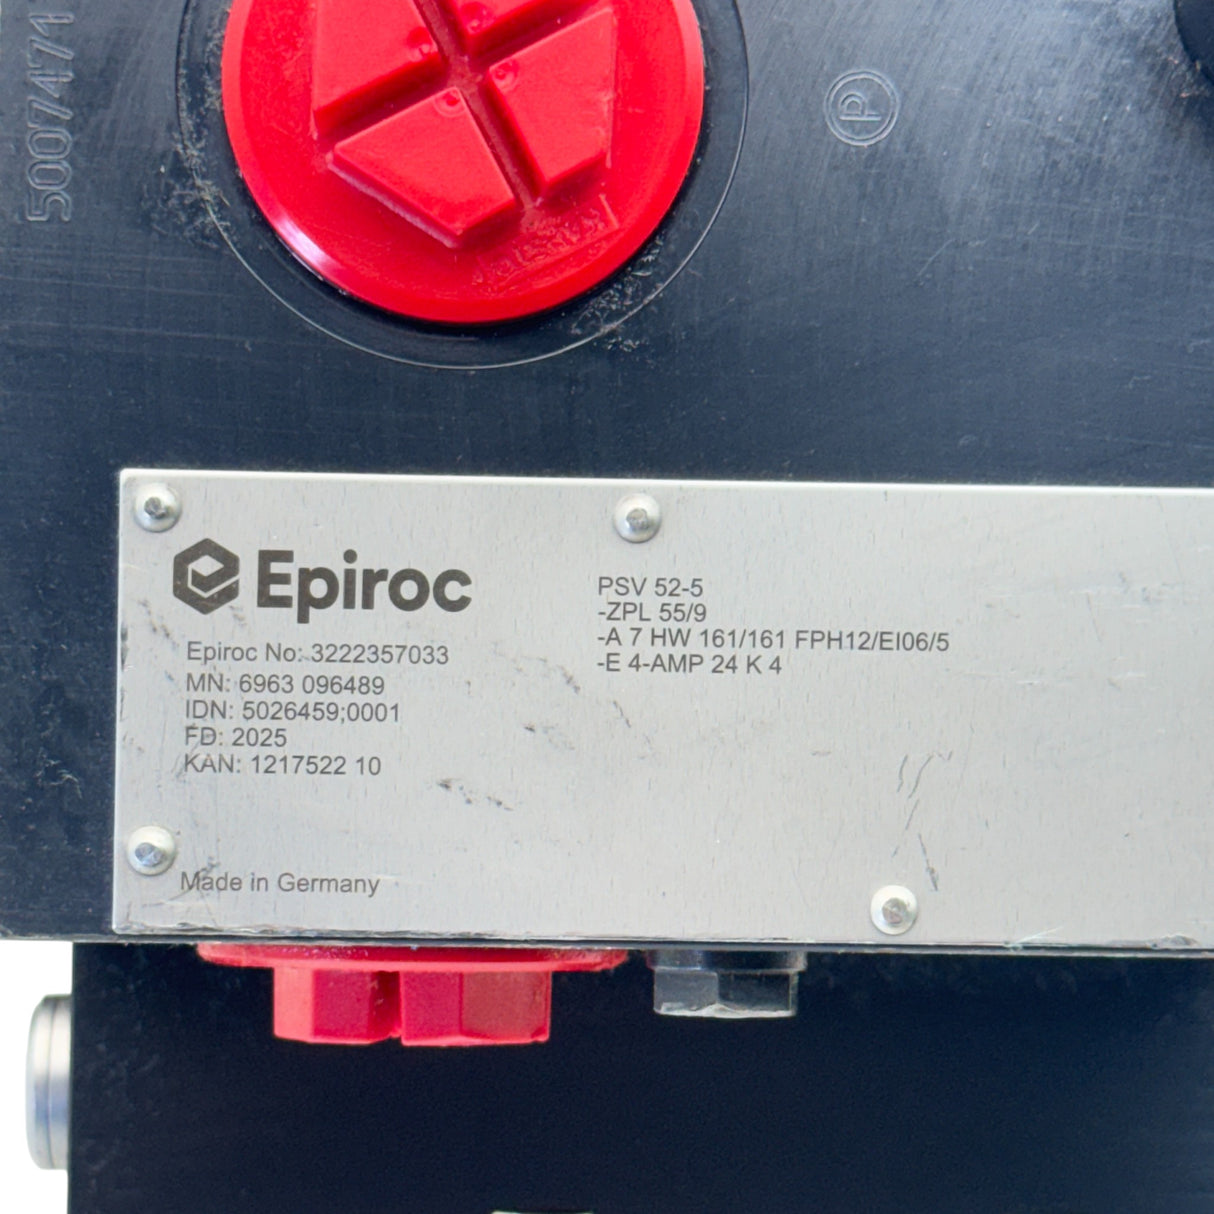 5007471
P
Epiroc
Epiroc No: 3222357033
MN: 6963 096489
IDN: 5026459;0001
FD: 2025
KAN: 1217522 10
Made in Germany
PSV 52-5
-ZPL 55/9
-A 7 HW 161/161 FPH12/EI06/5
-E 4-AMP 24 K 4